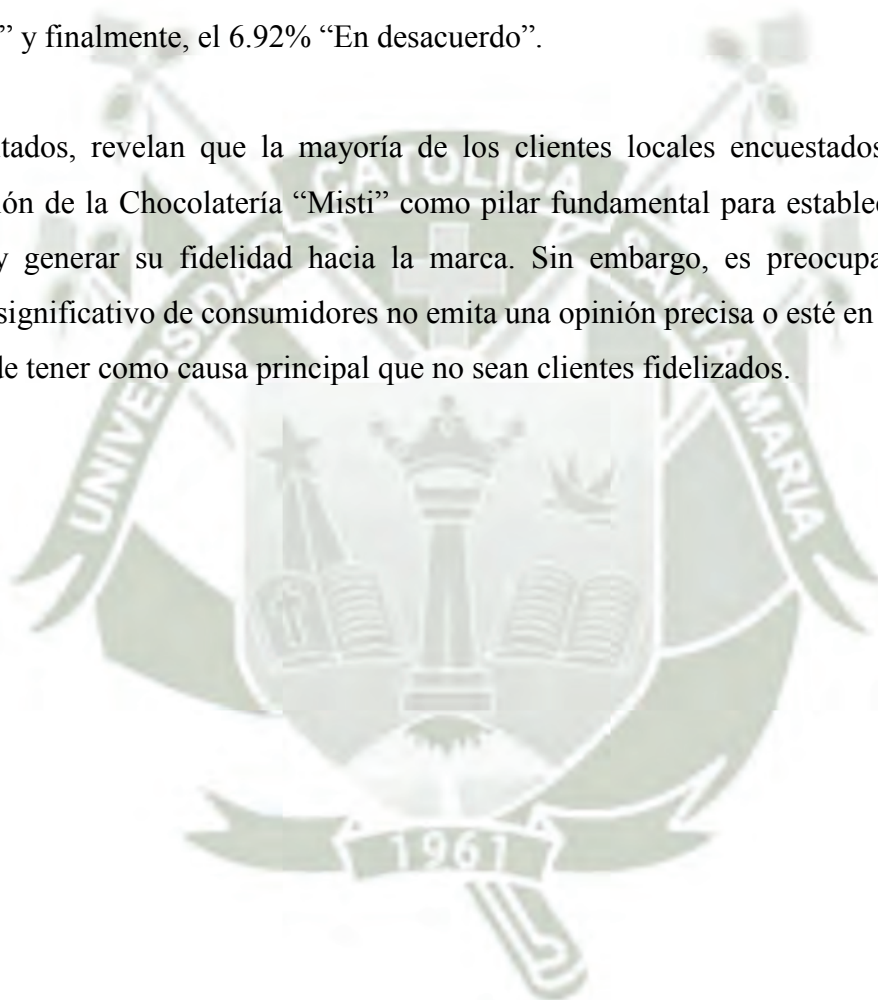 ” y finalmente, el 6.92% “En desacuerdo”.
tados, revelan que la mayoría de los clientes locales encuestados
ión de la Chocolatería “Misti” como pilar fundamental para establec
y generar su fidelidad hacia la marca. Sin embargo, es preocupa
significativo de consumidores no emita una opinión precisa o esté en
de tener como causa principal que no sean clientes fidelizados.
UNIVERSIDAD CATOLICA SANTA MARIA
1961